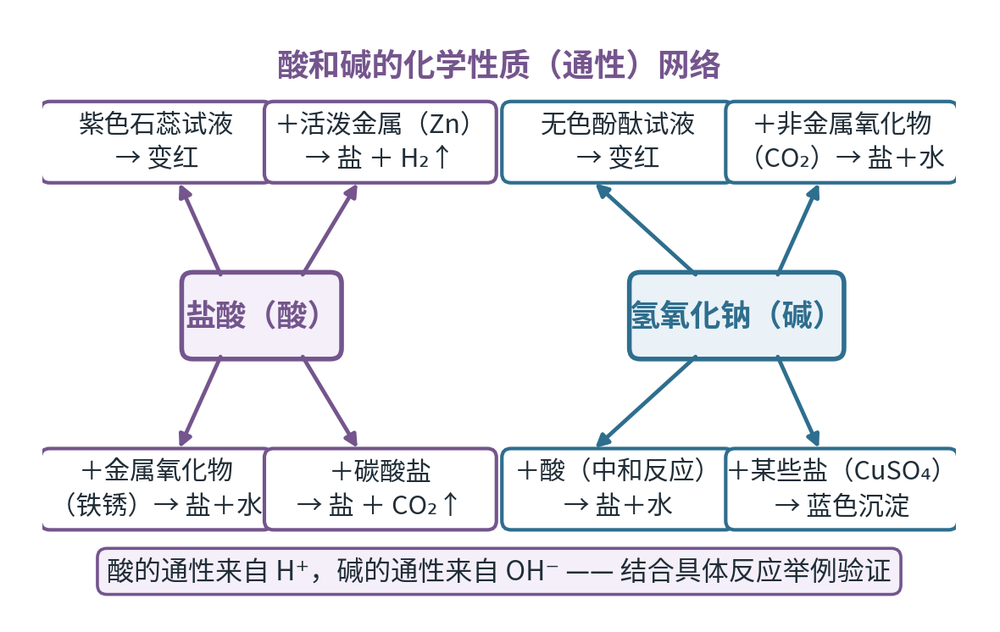 酸和碱的化学性质（通性）网络
紫色石蕊试液
→ 变红
＋活泼金属（Zn）
→ 盐 ＋ H₂↑
无色酚酞试液
→ 变红
＋非金属氧化物
（CO₂）→ 盐＋水
盐酸（酸）
氢氧化钠（碱）
＋金属氧化物
（铁锈）→ 盐＋水
＋碳酸盐
→ 盐 ＋ CO₂↑
＋酸（中和反应）
→ 盐＋水
＋某些盐（CuSO₄）
→ 蓝色沉淀
酸的通性来自 H⁺，碱的通性来自 OH⁻ —— 结合具体反应举例验证